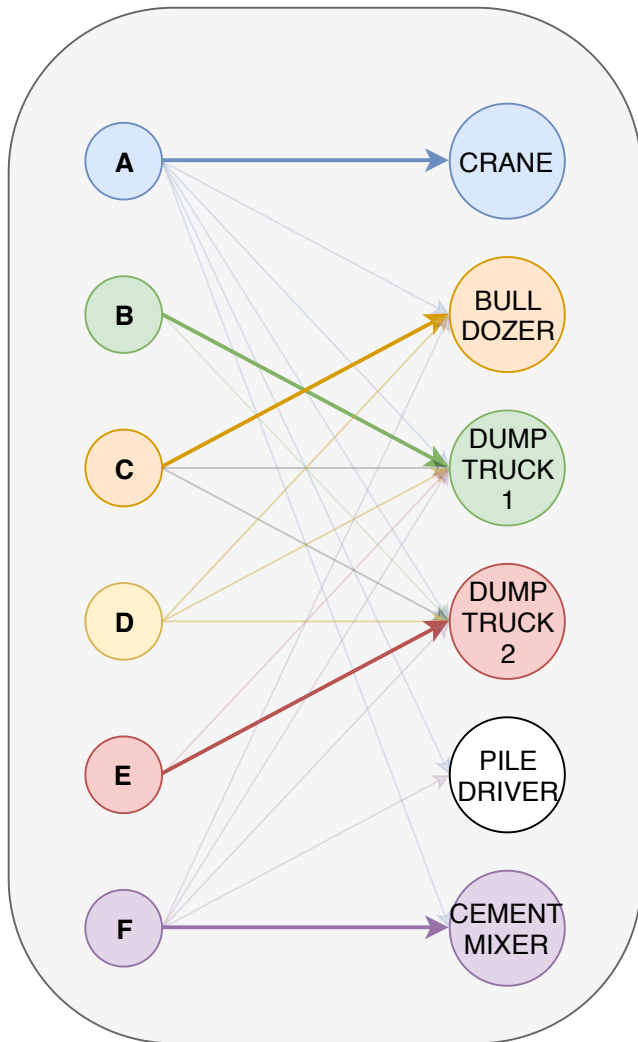 A
CRANE
B
BULL
DOZER
C
DUMP
TRUCK
1
D
DUMP
TRUCK
2
E
PILE
DRIVER
F
CEMENT
MIXER